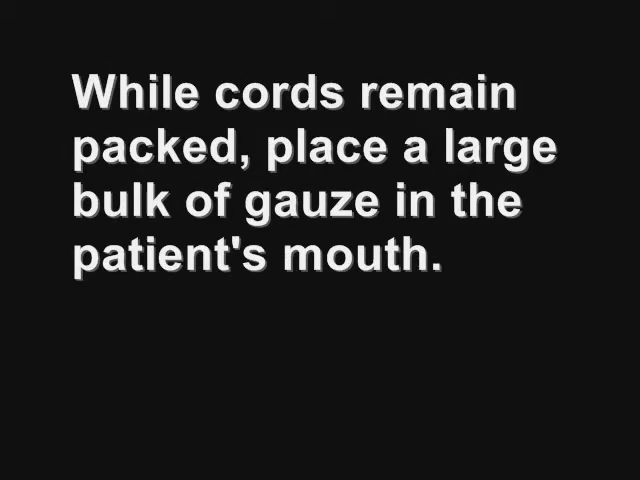 While cords remain
packed, place a large
bulk of gauze in the
patient's mouth.